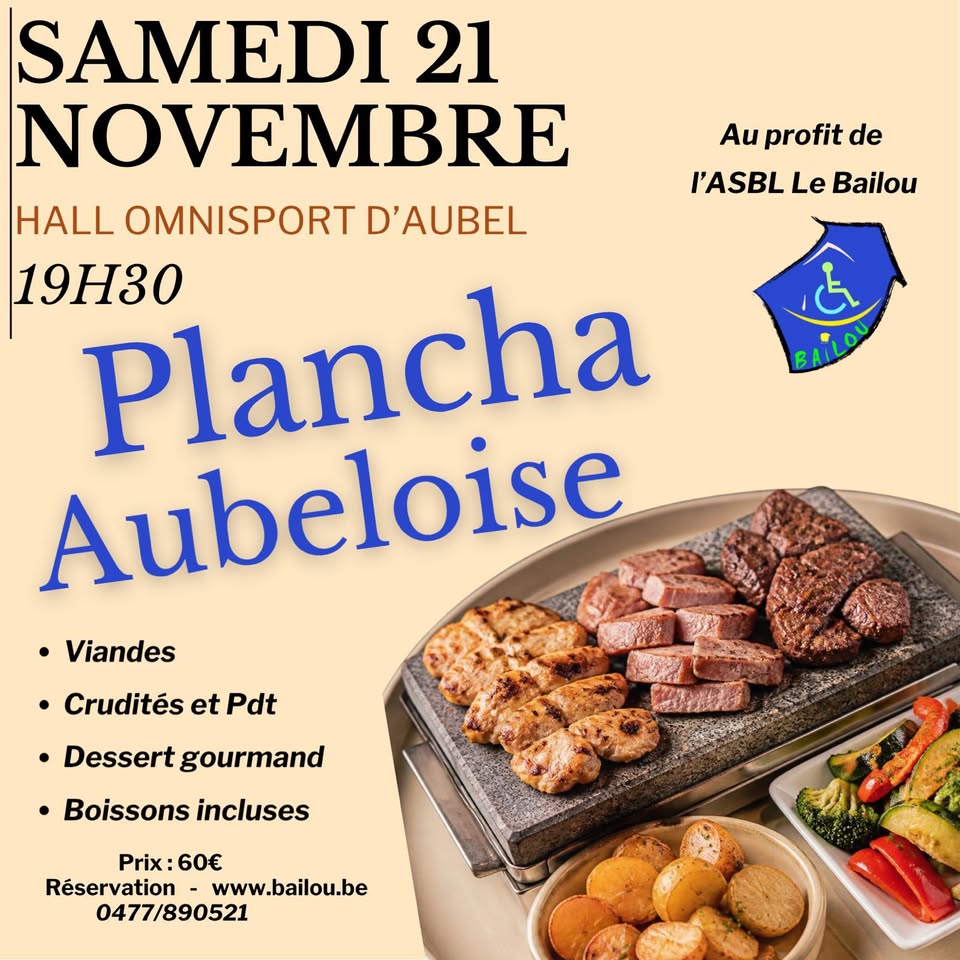 SAMEDI 21
NOVEMBRE
HALL OMNISPORT D’AUBEL
19H30
Au profit de
l’ASBL Le Bailou
BAILOU
Plancha
Aubeloise
• Viandes
• Crudités et Pdt
• Dessert gourmand
• Boissons incluses
Prix : 60€
Réservation - www.bailou.be
0477/890521